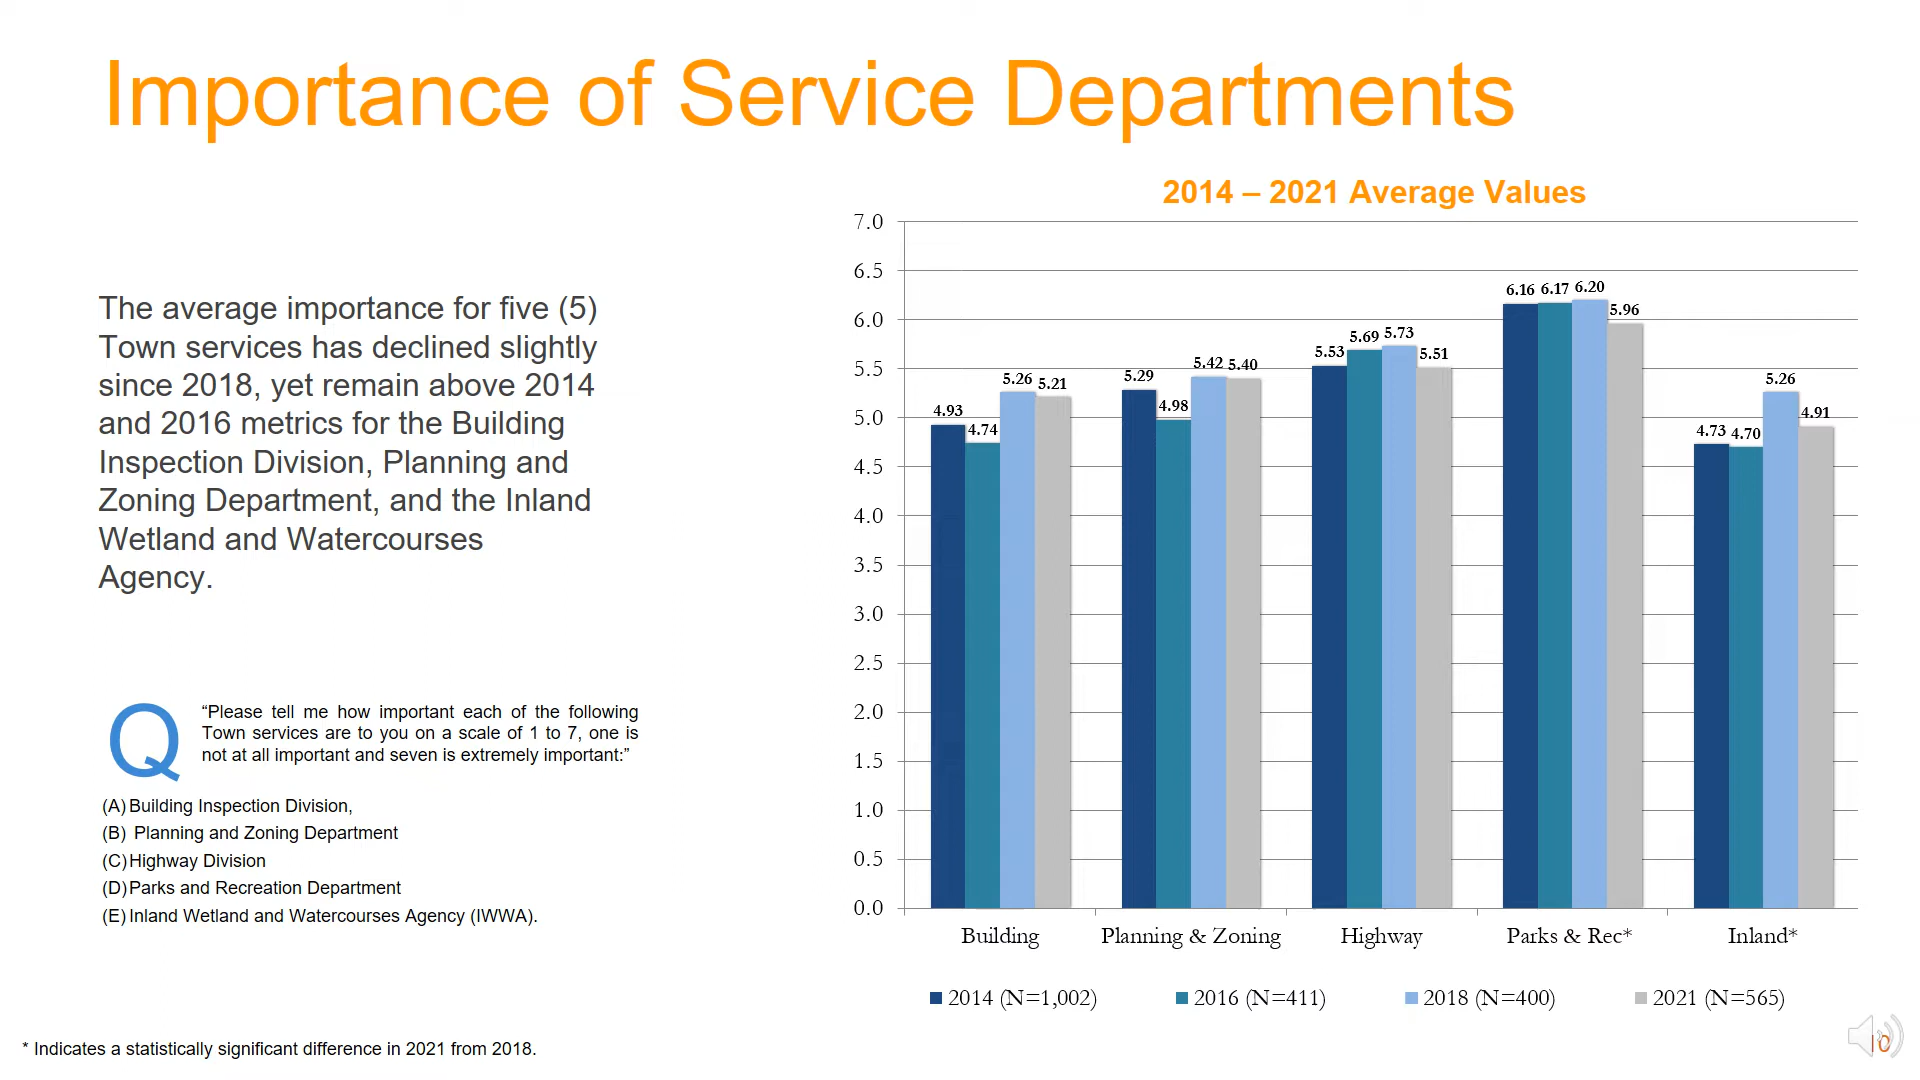 Importance of Service Departments
The average importance for five (5)
Town services has declined slightly
since 2018, yet remain above 2014
and 2016 metrics for the Building
Inspection Division, Planning and
Zoning Department, and the Inland
Wetland and Watercourses
Agency.
Q
“Please tell me how important each of the following
Town services are to you on a scale of 1 to 7, one is
not at all important and seven is extremely important:”
(A) Building Inspection Division,
(B) Planning and Zoning Department
(C) Highway Division
(D) Parks and Recreation Department
(E) Inland Wetland and Watercourses Agency (IWWA).
2014 – 2021 Average Values
7.0
6.5
6.0
5.5
5.0
4.5
4.0
3.5
3.0
2.5
2.0
1.5
1.0
0.5
0.0
4.93 4.74 5.26 5.21
5.29 4.98 5.42 5.40
5.53 5.69 5.73 5.51
6.16 6.17 6.20 5.96
4.73 4.70 5.26 4.91
Building Planning & Zoning Highway Parks & Rec* Inland*
2014 (N=1,002) 2016 (N=411) 2018 (N=400) 2021 (N=565)
* Indicates a statistically significant difference in 2021 from 2018.
10